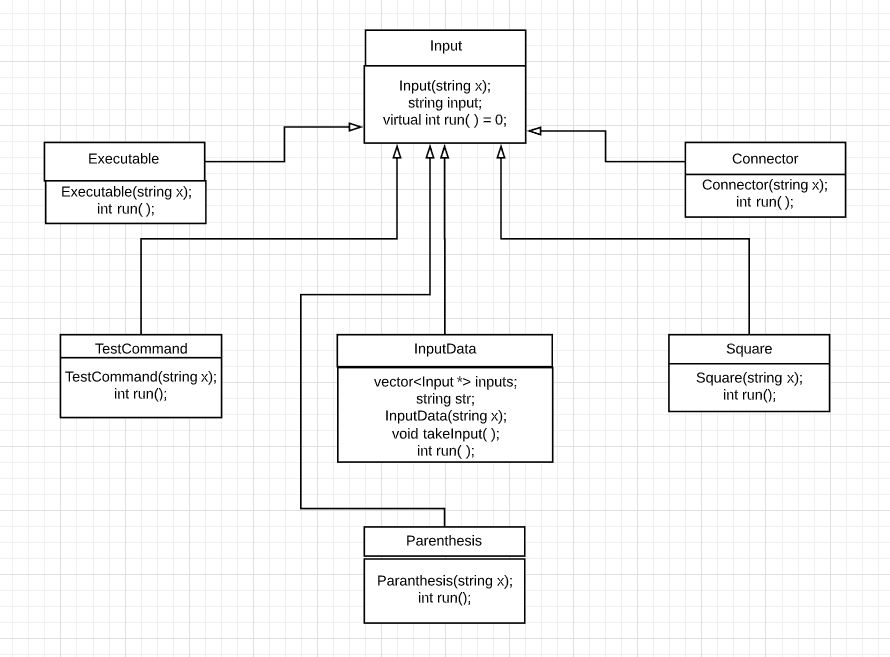 Input
Input(string x);
string input;
virtual int run( ) = 0;
Executable
Executable(string x);
int run( );
Connector
Connector(string x);
int run( );
TestCommand
TestCommand(string x);
int run();
InputData
vector<Input *> inputs;
string str;
InputData(string x);
void takeInput( );
int run( );
Square
Square(string x);
int run();
Parenthesis
Paranthesis(string x);
int run();